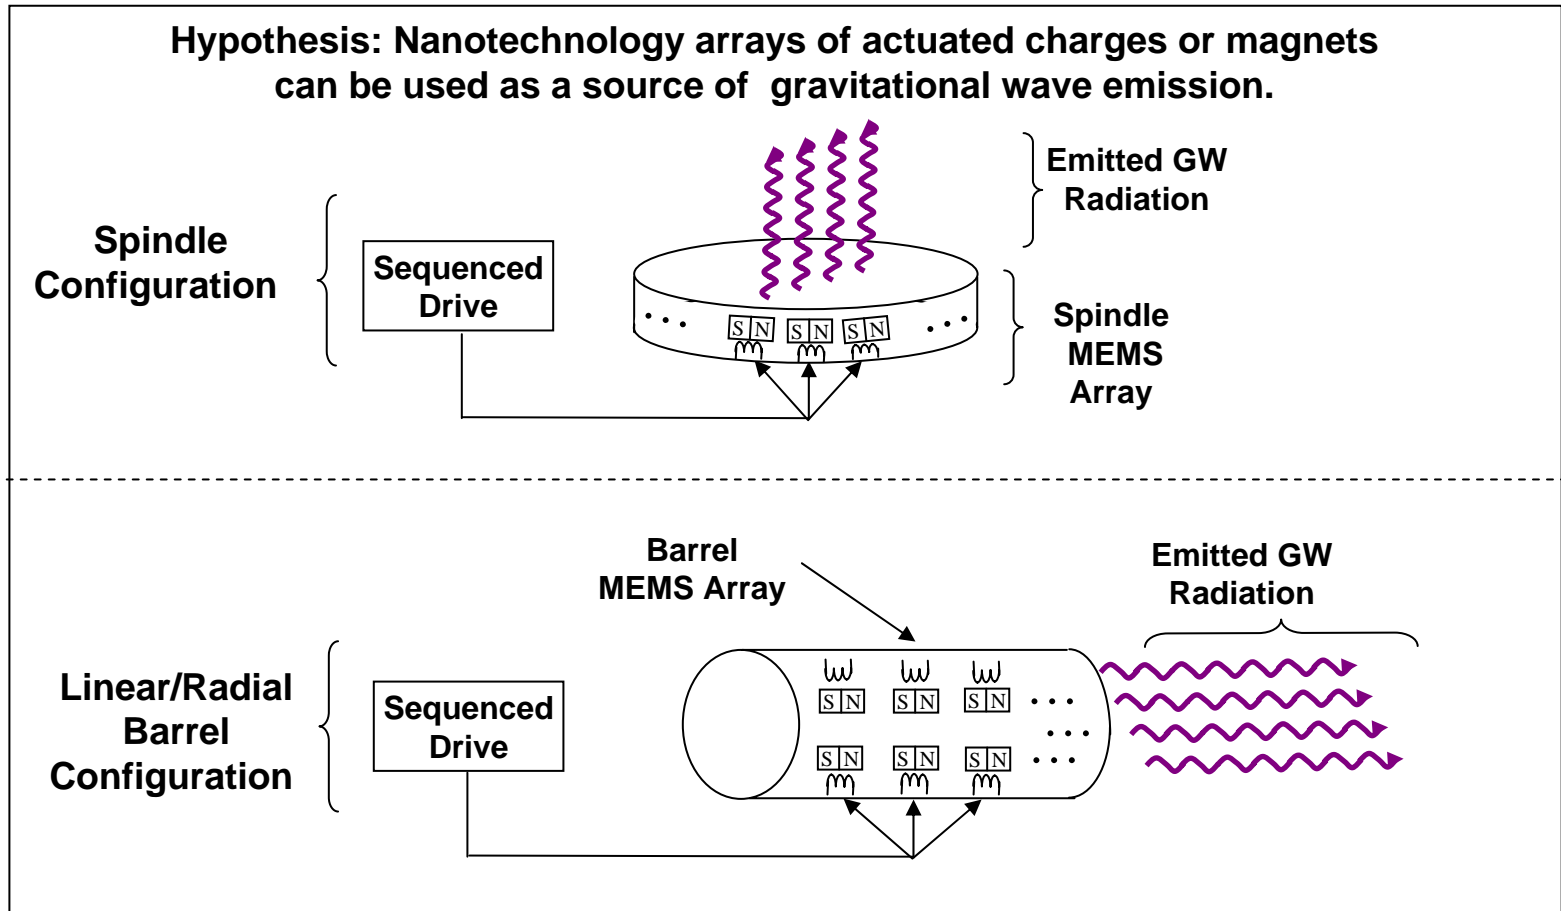 Hypothesis: Nanotechnology arrays of actuated charges or magnets
can be used as a source of gravitational wave emission.
Emitted GW
Radiation
Spindle
Configuration
Sequenced
Drive
S N S N S N
Spindle
MEMS
Array
Barrel
MEMS Array
Emitted GW
Radiation
Linear/Radial
Barrel
Configuration
Sequenced
Drive
S N S N S N
S N S N S N